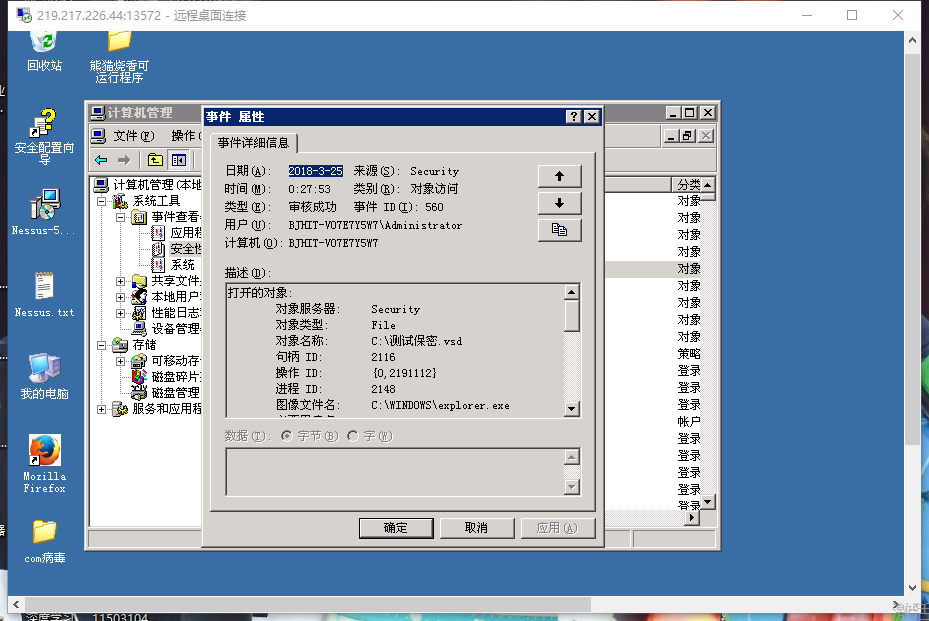 219.217.226.44:13572 - 远程桌面连接
回收站
熊猫烧香可
运行程序
安全配置向
导
Nessus-5...
Nessus.txt
我的电脑
Mozilla
Firefox
com病毒
计算机管理
文件(F) 操作(
计算机管理(本地
系统工具
事件查看
应用程
安全性
系统
共享文件
本地用户
性能日志
设备管理
存储
可移动存
磁盘碎片
磁盘管理
服务和应用程
事件 属性
事件详细信息
日期(A): 2018-3-25 来源(S): Security
时间(M): 0:27:53 类别(R): 对象访问
类型(E): 审核成功 事件 ID(I): 560
用户(U): BJHIT-VO7E7Y5W7\Administrator
计算机(O): BJHIT-VO7E7Y5W7
描述(D):
打开的对象:
对象服务器: Security
对象类型: File
对象名称: C:\测试保密.vsd
句柄 ID: 2116
操作 ID: {0,2191112}
进程 ID: 2148
图像文件名: C:\WINDOWS\explorer.exe
数据(T): 字节(B) 字(W)
确定 取消 应用(A)
分类
对象
对象
对象
对象
对象
对象
对象
对象
对象
策略
登录
登录
登录
帐户
登录
登录
登录
登录
登录
深度学习 11503104